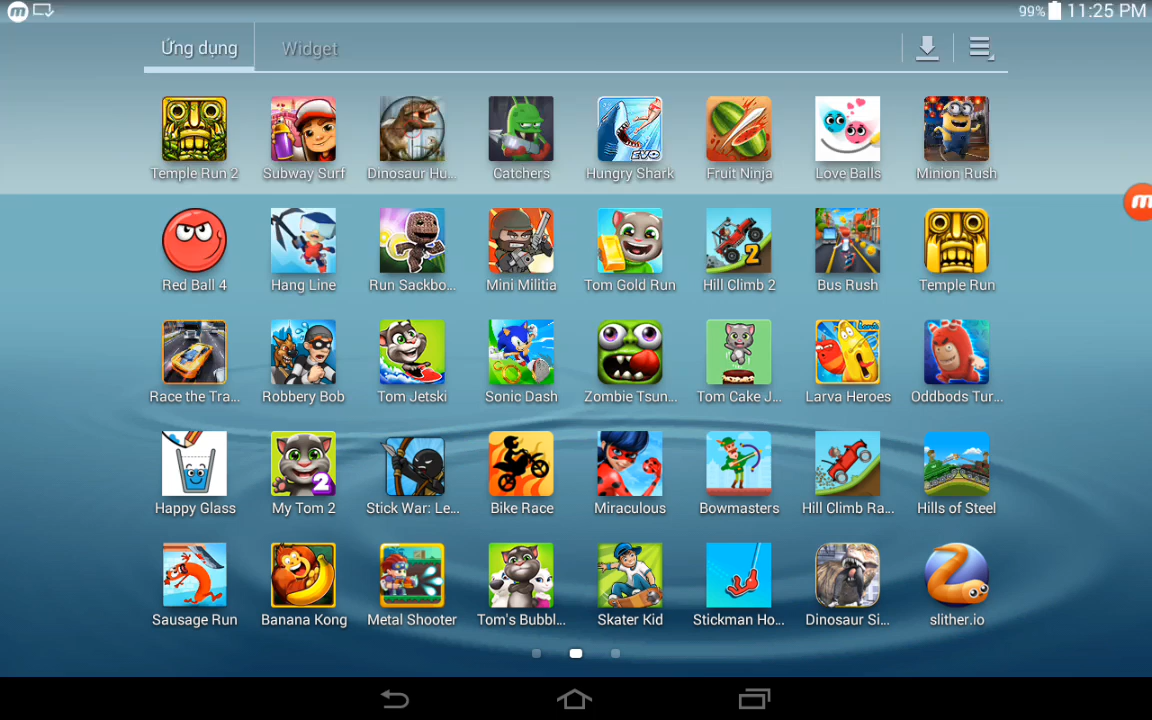 99% 11:25 PM
Ứng dụng Widget
Temple Run 2 Subway Surf Dinosaur Hu... Catchers Hungry Shark Fruit Ninja Love Balls Minion Rush
Red Ball 4 Hang Line Run Sackbo... Mini Militia Tom Gold Run Hill Climb 2 Bus Rush Temple Run
Race the Tra... Robbery Bob Tom Jetski Sonic Dash Zombie Tsun... Tom Cake J... Larva Heroes Oddbods Tur...
Happy Glass My Tom 2 Stick War: Le... Bike Race Miraculous Bowmasters Hill Climb Ra... Hills of Steel
Sausage Run Banana Kong Metal Shooter Tom's Bubbl... Skater Kid Stickman Ho... Dinosaur Si... slither.io